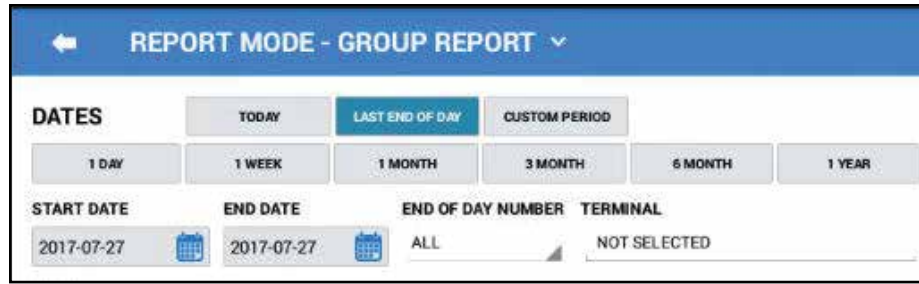 REPORT MODE - GROUP REPORT
DATES TODAY LAST END OF DAY CUSTOM PERIOD
1 DAY 1 WEEK 1 MONTH 3 MONTH 6 MONTH 1 YEAR
START DATE END DATE END OF DAY NUMBER TERMINAL
2017-07-27 2017-07-27 ALL NOT SELECTED